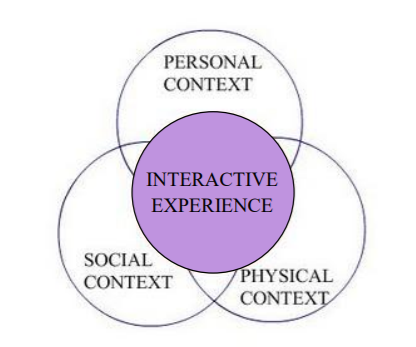 PERSONAL
CONTEXT
INTERACTIVE
EXPERIENCE
SOCIAL
CONTEXT
PHYSICAL
CONTEXT